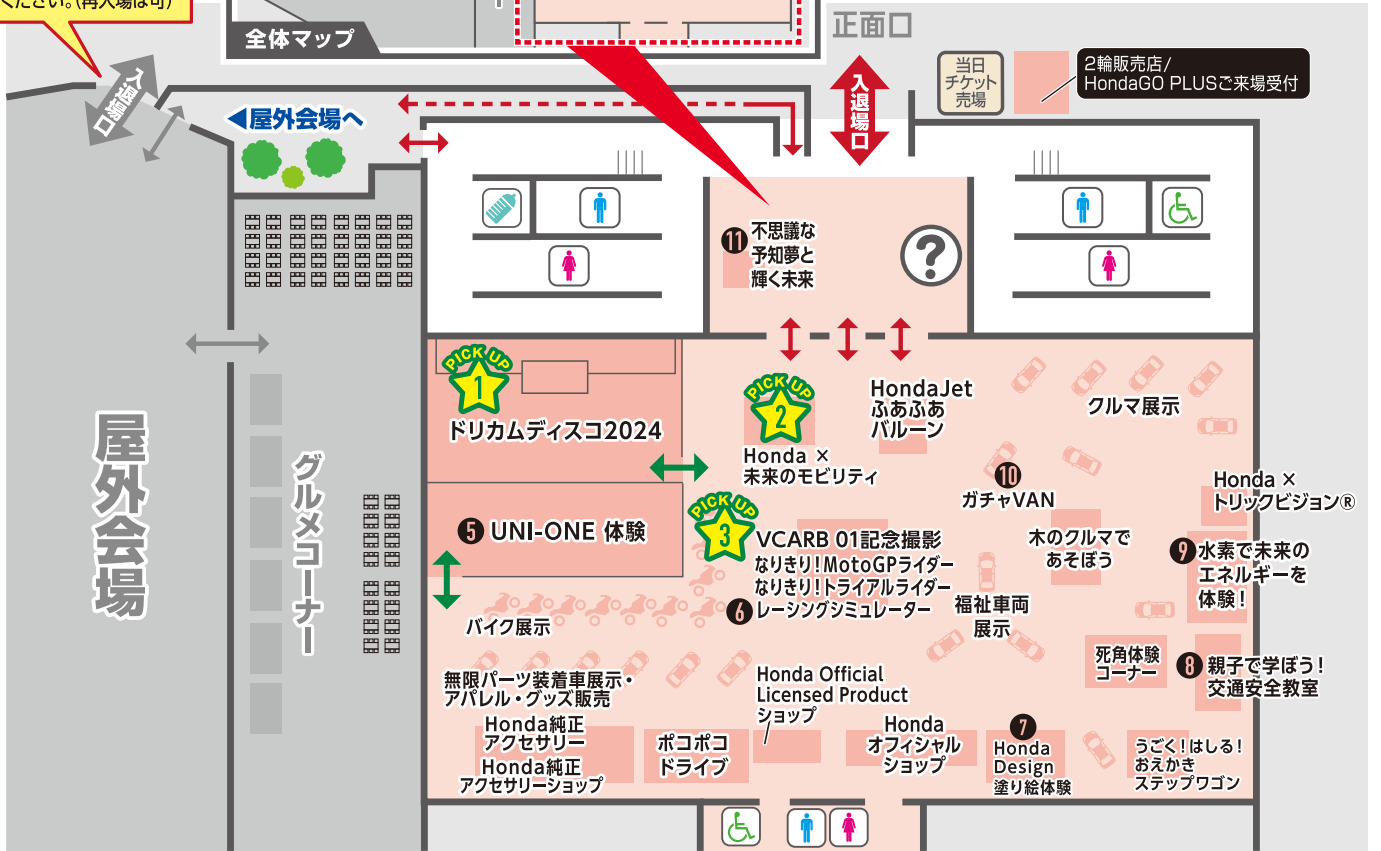 ください。(再入場は可)
全体マップ
正面口
入退場口
当日
チケット
売場
2輪販売店/
HondaGO PLUSご来場受付
入退場口
◀屋外会場へ
11 不思議な
予知夢と
輝く未来
?
PICK UP
1
ドリカムディスコ2024
PICK UP
2
Honda ×
未来のモビリティ
HondaJet
ふあふあ
バルーン
クルマ展示
屋外会場
グルメコーナー
5 UNI-ONE 体験
PICK UP
3
VCARB 01記念撮影
なりきり!MotoGPライダー
なりきり!トライアルライダー
6 レーシングシミュレーター
10
ガチャVAN
Honda ×
トリックビジョン®
木のクルマで
あそぼう
9 水素で未来の
エネルギーを
体験!
福祉車両
展示
バイク展示
死角体験
コーナー
8 親子で学ぼう!
交通安全教室
無限パーツ装着車展示・
アパレル・グッズ販売
Honda純正
アクセサリー
Honda純正
アクセサリーショップ
ポコポコ
ドライブ
Honda Official
Licensed Product
ショップ
Honda
オフィシャル
ショップ
7
Honda
Design
塗り絵体験
うごく!はしる!
おえかき
ステップワゴン